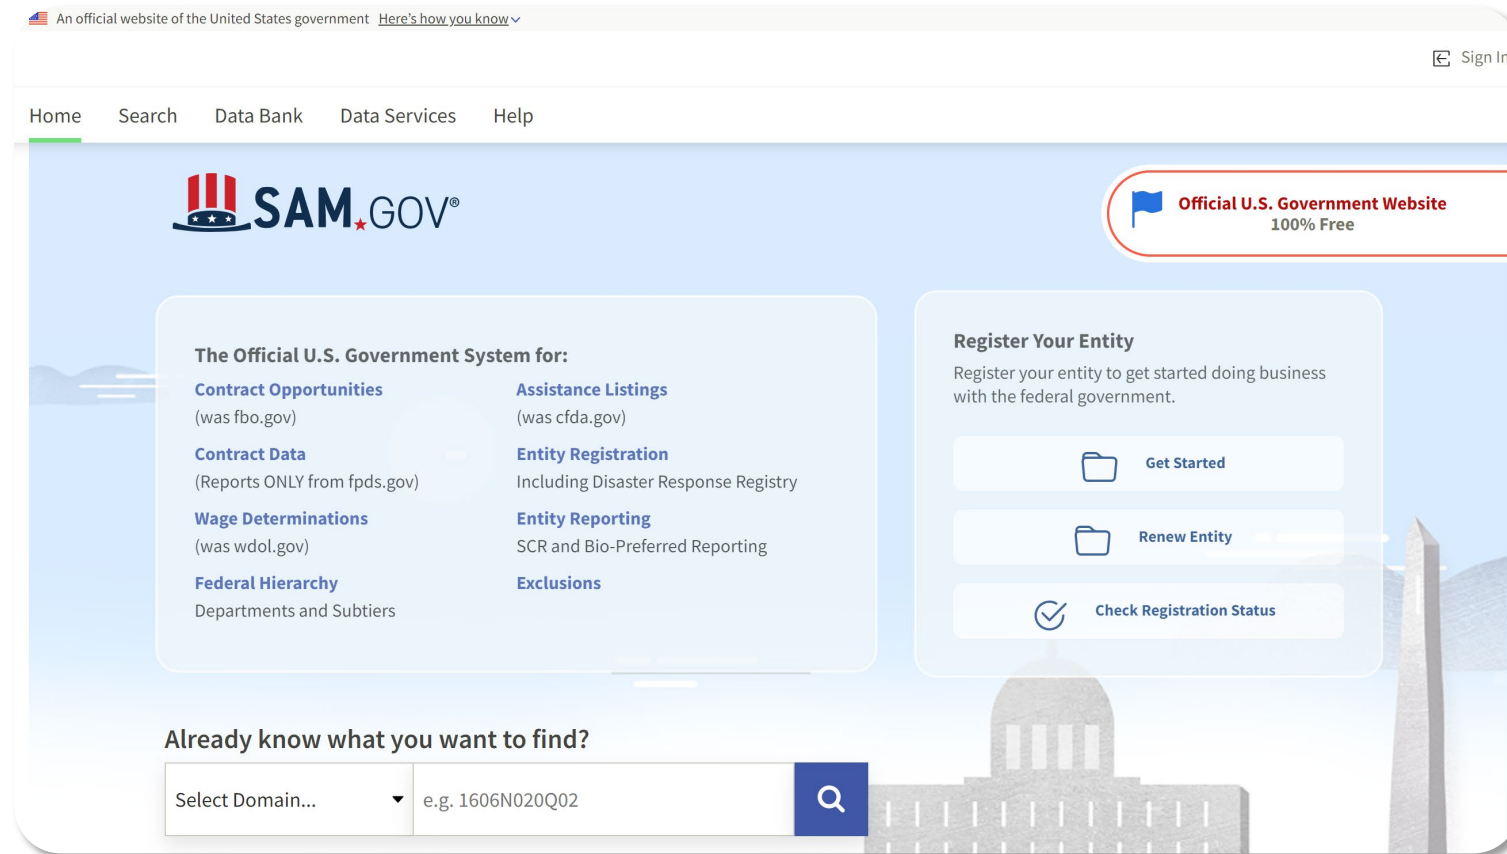 An official website of the United States government Here's how you know
Sign In
Home Search Data Bank Data Services Help
SAM.GOV®
Official U.S. Government Website
100% Free
The Official U.S. Government System for:
Contract Opportunities
(was fbo.gov)
Contract Data
(Reports ONLY from fpds.gov)
Wage Determinations
(was wdol.gov)
Federal Hierarchy
Departments and Subtiers
Assistance Listings
(was cfda.gov)
Entity Registration
Including Disaster Response Registry
Entity Reporting
SCR and Bio-Preferred Reporting
Exclusions
Register Your Entity
Register your entity to get started doing business
with the federal government.
Get Started
Renew Entity
Check Registration Status
Already know what you want to find?
Select Domain... e.g. 1606N020Q02